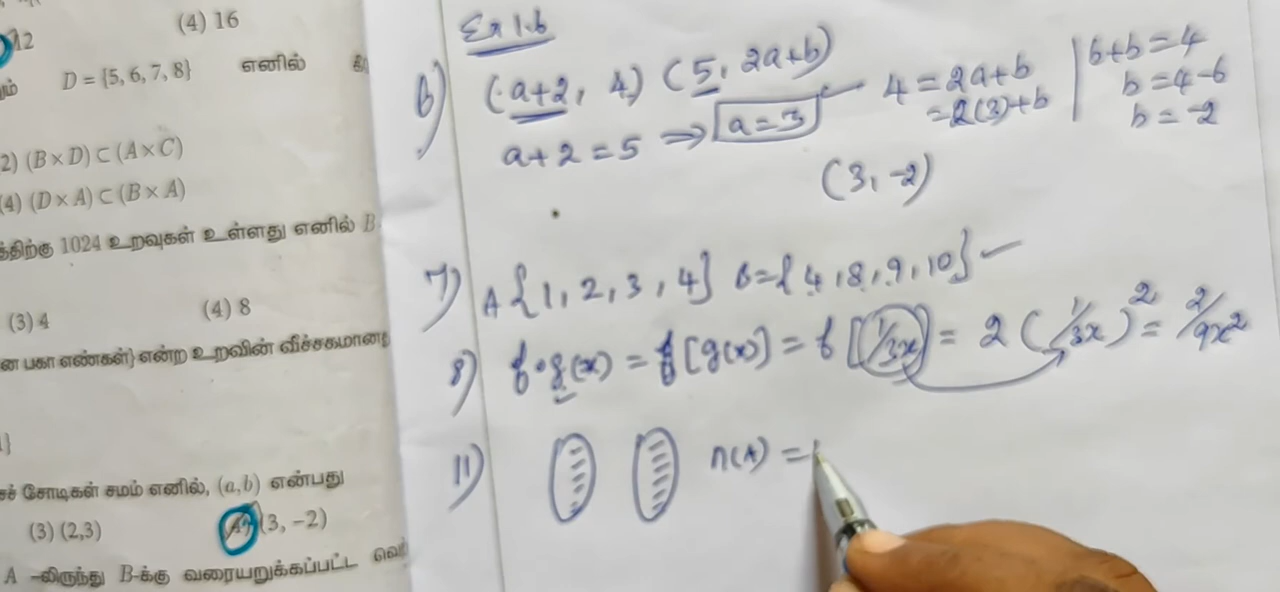 12
(4) 16
D = {5, 6, 7, 8} எனில்
2) (B × D) ⊂ (A × C)
(4) (D × A) ⊂ (B × A)
1024 உறவுகள் உள்ளது எனில் B
(3) 4 (4) 8
பகா எண்கள்} என்ற உறவின் வீச்சகமானது
சோடிகள் சமம் எனில், (a, b) என்பது
(3) (2,3) (3, −2)
A -லிருந்து B-க்கு வரையறுக்கப்பட்ட
Ex 1.6
6) (a+2, 4) (5, 2a+b)
a+2 = 5 ⇒ a = 3
4 = 2a+b
= 2(3)+b
6+b = 4
b = 4-6
b = -2
(3, -2)
7) A {1, 2, 3, 4} B = {4, 8, 9, 10}
8) f∘g(x) = f[g(x)] = f[1/3x] = 2(1/3x)² = 2/9x²
11) n(A) =